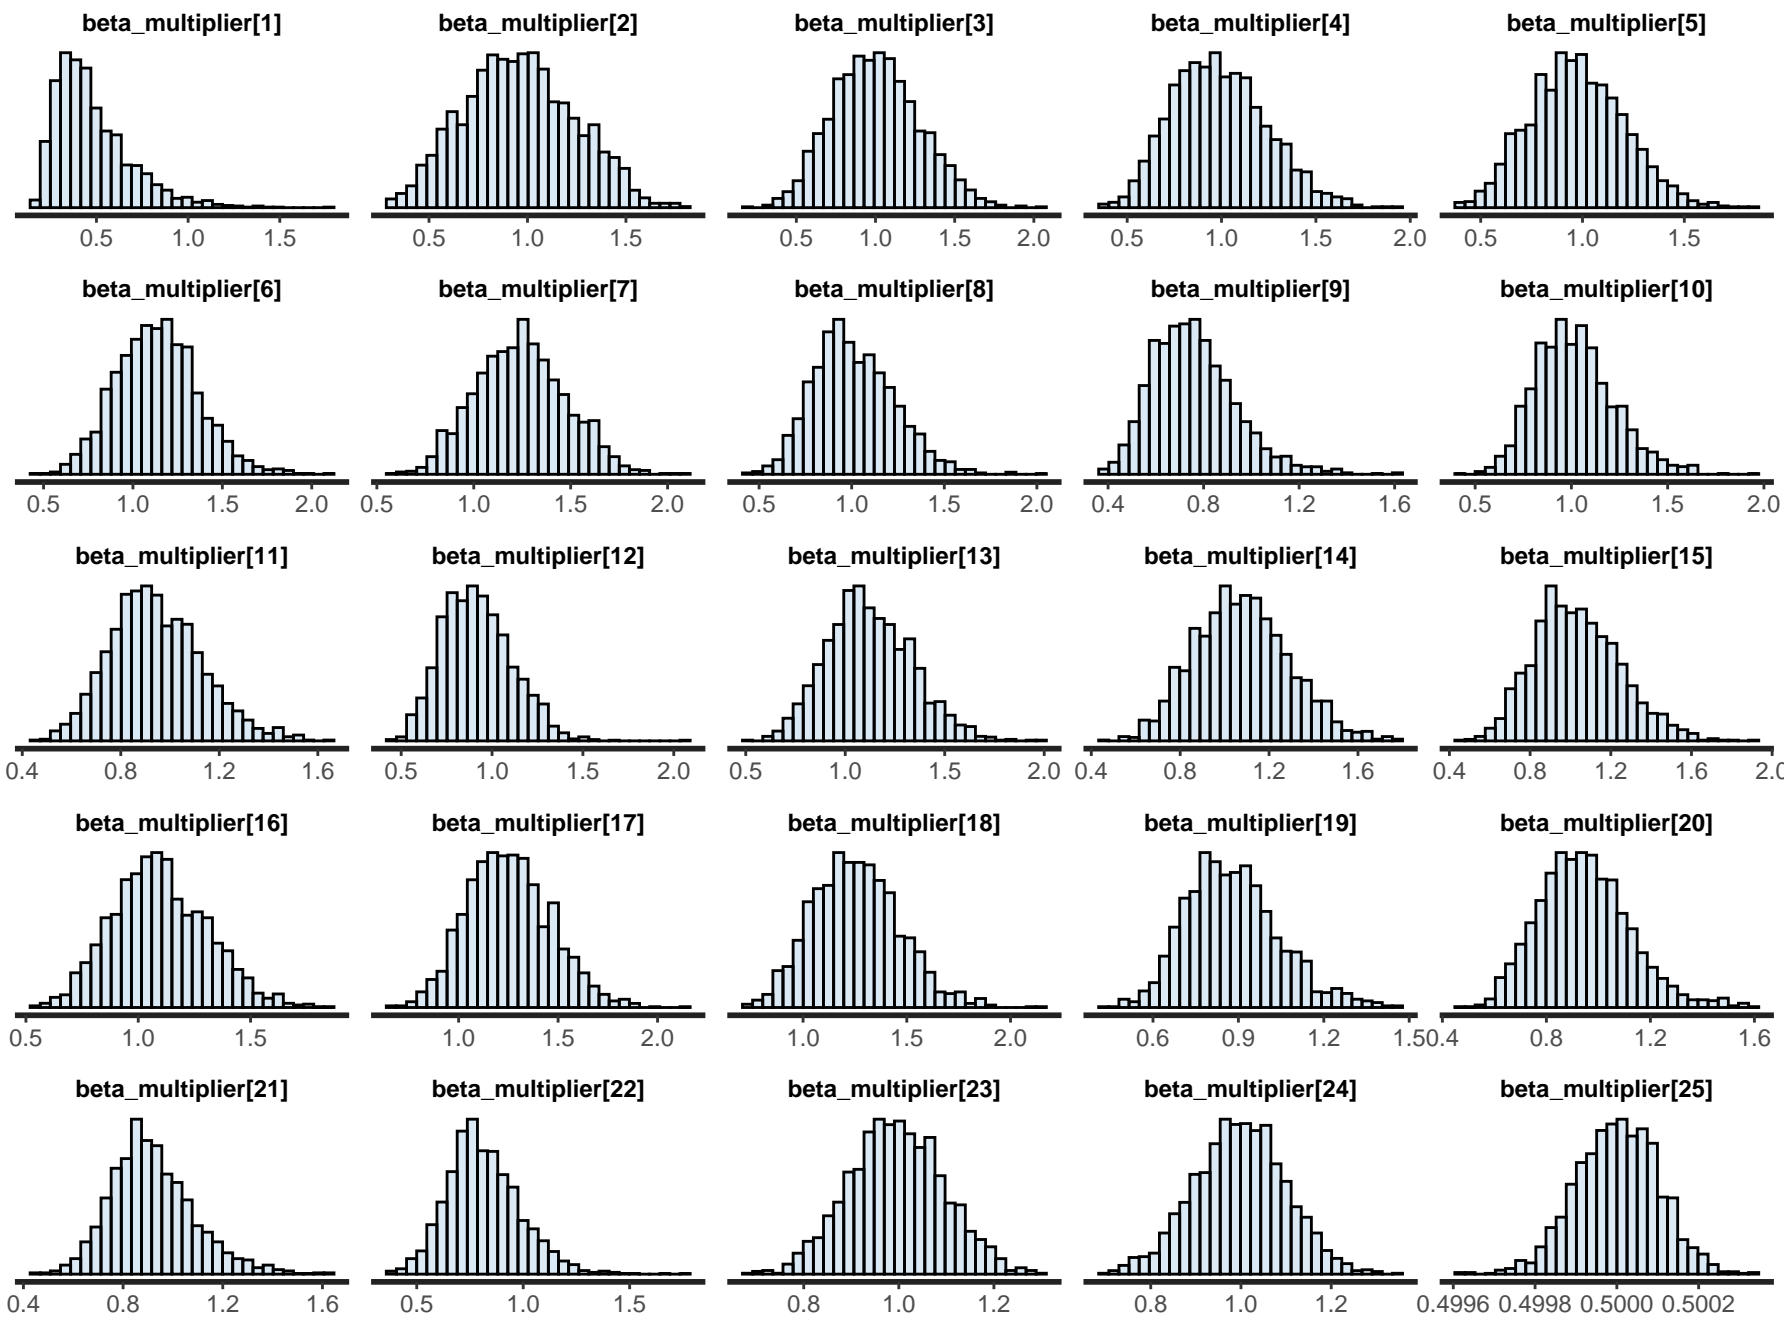 beta_multiplier[1] beta_multiplier[2] beta_multiplier[3] beta_multiplier[4] beta_multiplier[5]
0.5 1.0 1.5 0.5 1.0 1.5 0.5 1.0 1.5 2.0 0.5 1.0 1.5 2.0 0.5 1.0 1.5
beta_multiplier[6] beta_multiplier[7] beta_multiplier[8] beta_multiplier[9] beta_multiplier[10]
0.5 1.0 1.5 2.0 0.5 1.0 1.5 2.0 0.5 1.0 1.5 2.0 0.4 0.8 1.2 1.6 0.5 1.0 1.5 2.0
beta_multiplier[11] beta_multiplier[12] beta_multiplier[13] beta_multiplier[14] beta_multiplier[15]
0.4 0.8 1.2 1.6 0.5 1.0 1.5 2.0 0.5 1.0 1.5 2.0 0.4 0.8 1.2 1.6 0.4 0.8 1.2 1.6 2.0
beta_multiplier[16] beta_multiplier[17] beta_multiplier[18] beta_multiplier[19] beta_multiplier[20]
0.5 1.0 1.5 1.0 1.5 2.0 1.0 1.5 2.0 0.6 0.9 1.2 1.5 0.4 0.8 1.2 1.6
beta_multiplier[21] beta_multiplier[22] beta_multiplier[23] beta_multiplier[24] beta_multiplier[25]
0.4 0.8 1.2 1.6 0.5 1.0 1.5 0.8 1.0 1.2 0.8 1.0 1.2 0.4996 0.4998 0.5000 0.5002